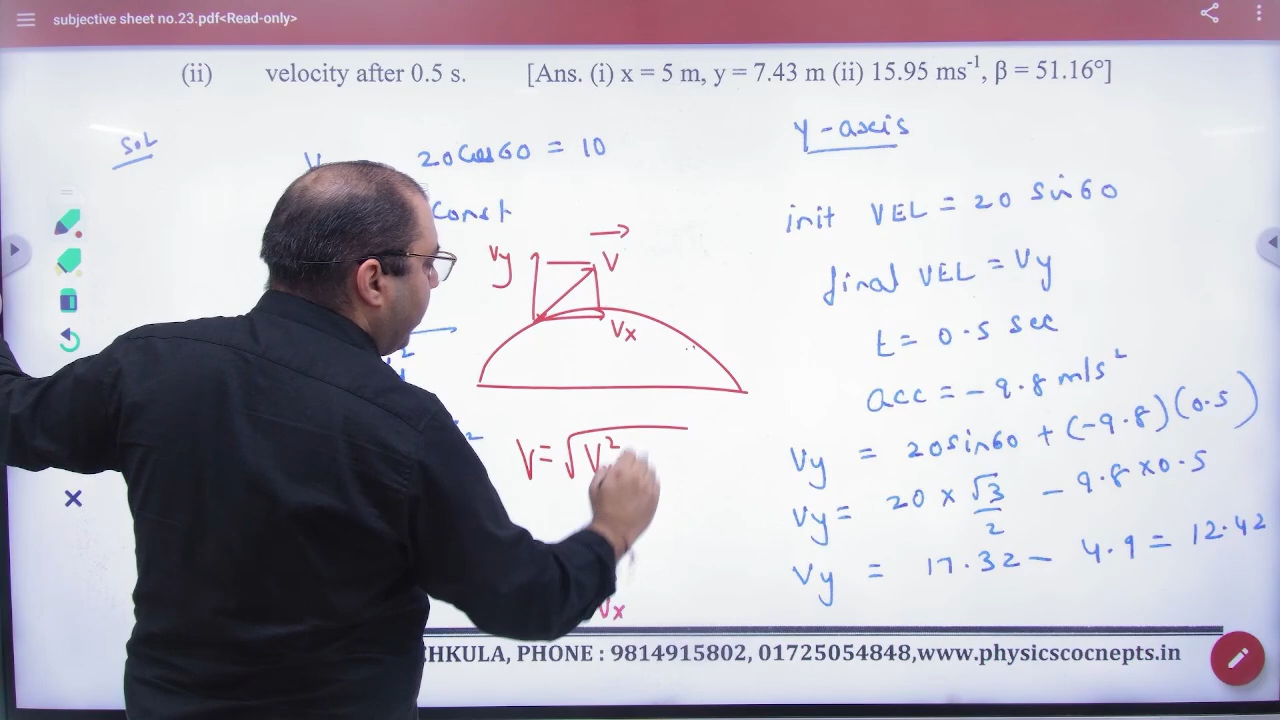 subjective sheet no.23.pdf<Read-only>
(ii) velocity after 0.5 s. [Ans. (i) x = 5 m, y = 7.43 m (ii) 15.95 ms⁻¹, β = 51.16°]
Sol
V 20 Cos 60 = 10
Const
Vy
V
Vx
V = √V²
Vx
Y-axis
init VEL = 20 sin 60
final VEL = Vy
t = 0.5 sec
acc = -9.8 m/s²
Vy = 20 sin 60 + (-9.8)(0.5)
Vy = 20 × √3/2 - 9.8 × 0.5
Vy = 17.32 - 4.9 = 12.42
HKULA, PHONE : 9814915802, 01725054848,www.physicscocnepts.in